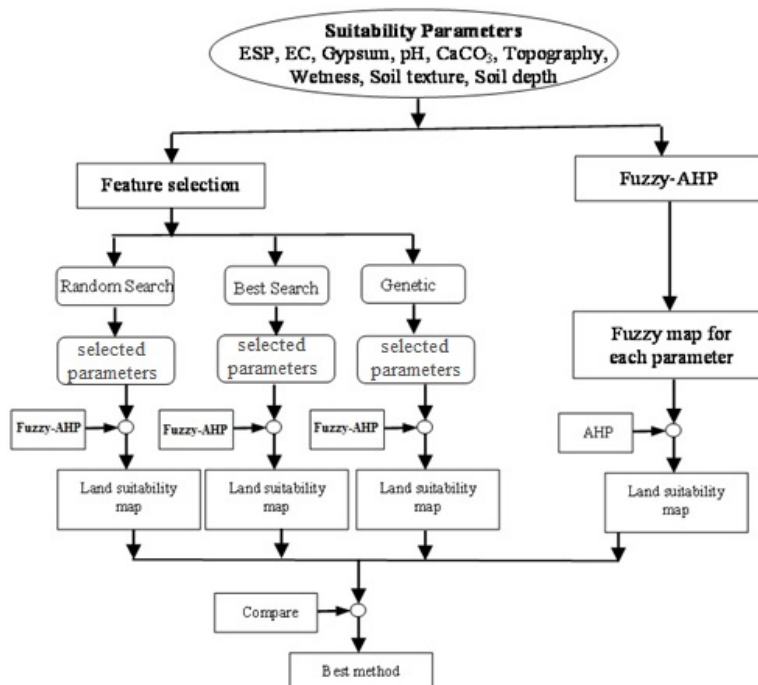 Suitability Parameters
ESP, EC, Gypsum, pH, CaCO₃, Topography,
Wetness, Soil texture, Soil depth
Feature selection
Fuzzy-AHP
Random Search
Best Search
Genetic
selected
parameters
selected
parameters
selected
parameters
Fuzzy map for
each parameter
Fuzzy-AHP
Fuzzy-AHP
Fuzzy-AHP
AHP
Land suitability
map
Land suitability
map
Land suitability
map
Land suitability
map
Compare
Best method